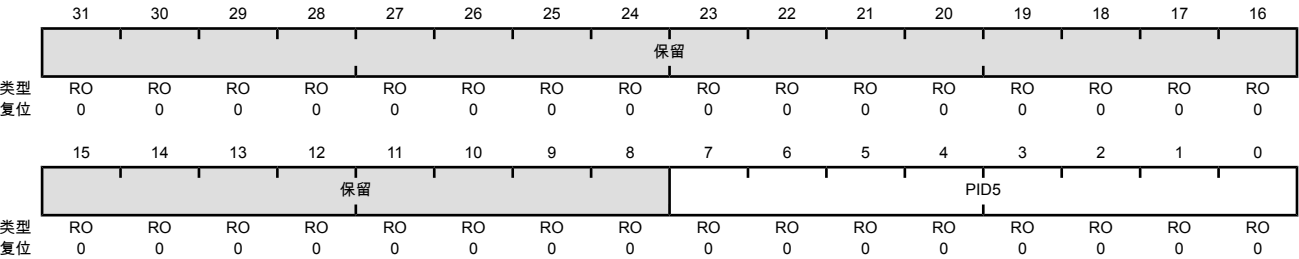 31 30 29 28 27 26 25 24 23 22 21 20 19 18 17 16
保留
类型 RO RO RO RO RO RO RO RO RO RO RO RO RO RO RO RO
复位 0 0 0 0 0 0 0 0 0 0 0 0 0 0 0 0
15 14 13 12 11 10 9 8 7 6 5 4 3 2 1 0
保留 PID5
类型 RO RO RO RO RO RO RO RO RO RO RO RO RO RO RO RO
复位 0 0 0 0 0 0 0 0 0 0 0 0 0 0 0 0